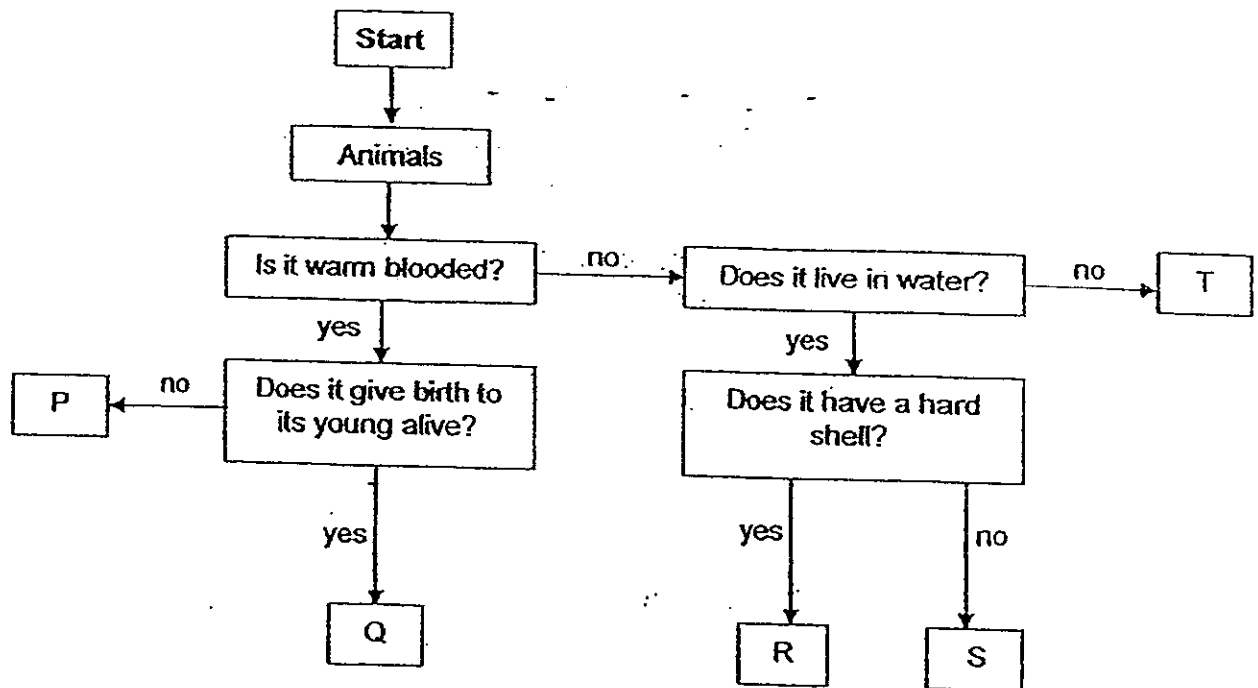 Start
Animals
Is it warm blooded?
no
Does it live in water?
no
T
yes
yes
P
no
Does it give birth to
its young alive?
Does it have a hard
shell?
yes
yes
no
Q
R
S